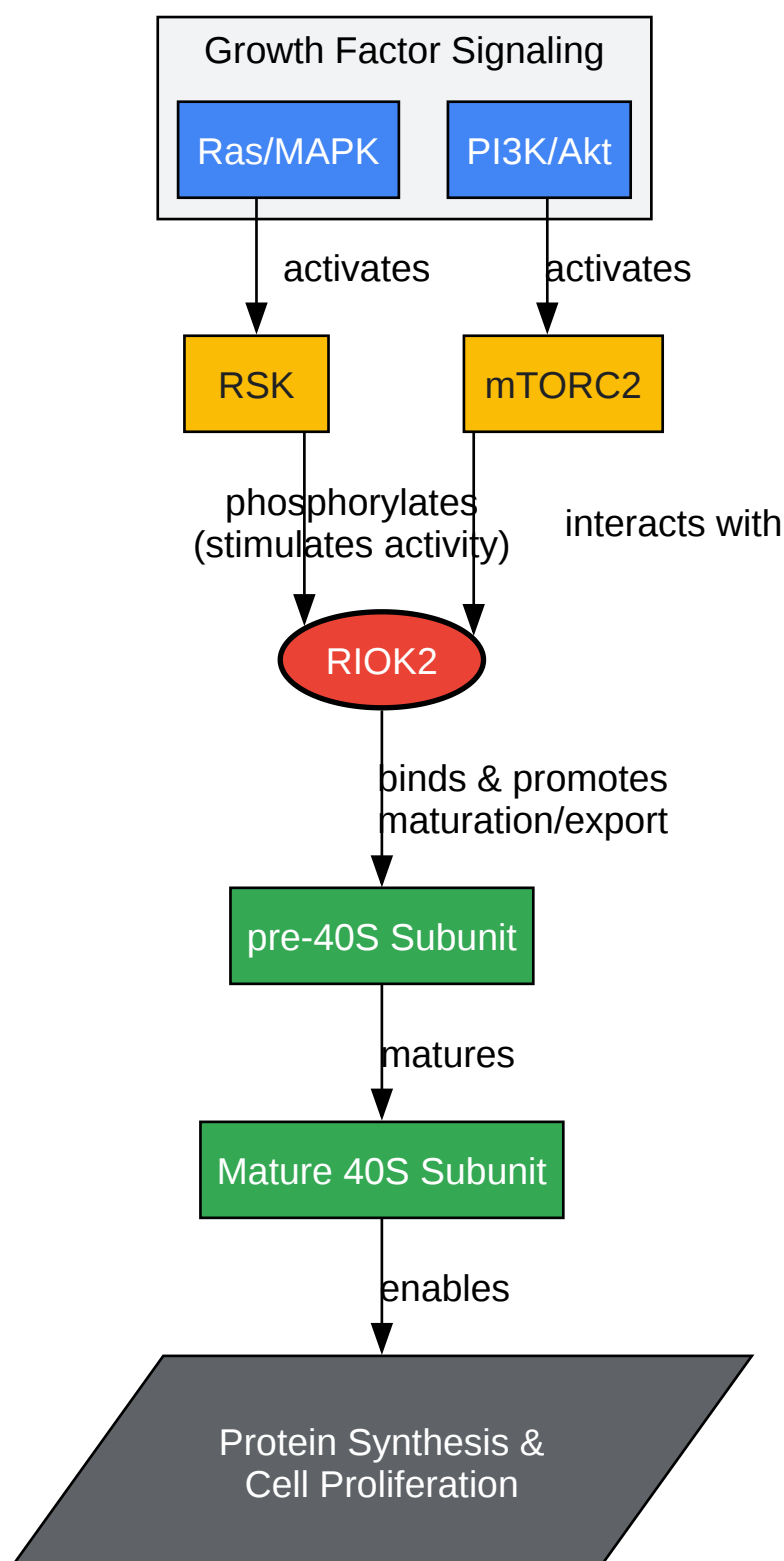 Growth Factor Signaling
Ras/MAPK
PI3K/Akt
activates
activates
RSK
mTORC2
phosphorylates
(stimulates activity)
interacts with
RIOK2
binds & promotes
maturation/export
pre-40S Subunit
matures
Mature 40S Subunit
enables
Protein Synthesis &
Cell Proliferation